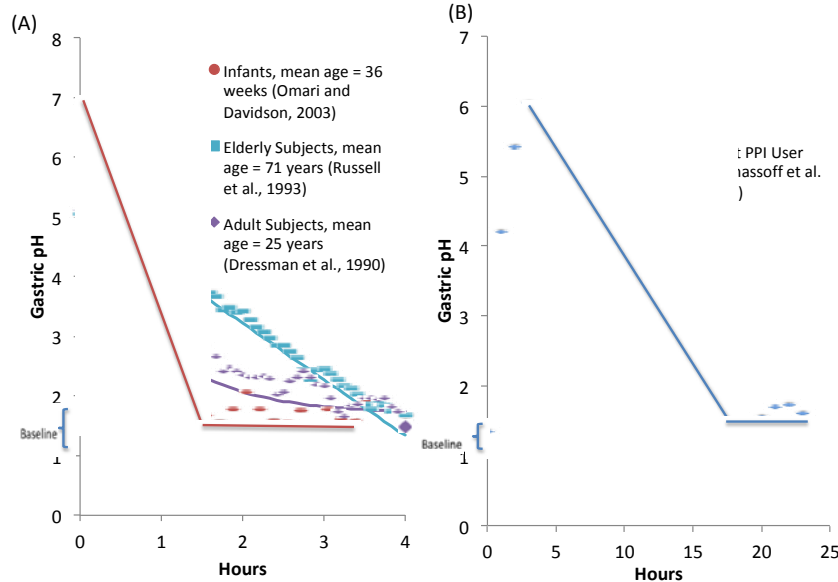 (A)
8
7
6
5
4
3
2
1
0
Gastric pH
Baseline
Infants, mean age = 36
weeks (Omari and
Davidson, 2003)
Elderly Subjects, mean
age = 71 years (Russell
et al., 1993)
Adult Subjects, mean
age = 25 years
(Dressman et al., 1990)
0 1 2 3 4
Hours
(B)
7
6
5
4
3
2
1
0
Gastric pH
Baseline
t PPI User
nassoff et al.
)
0 5 10 15 20 25
Hours